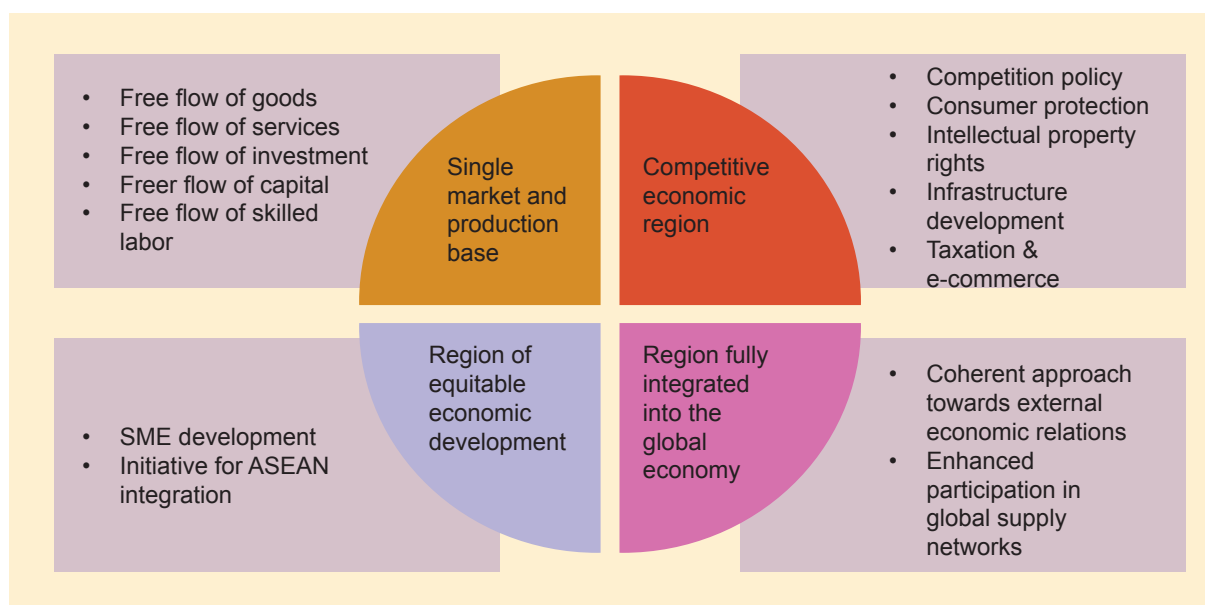 • Free flow of goods
• Free flow of services
• Free flow of investment
• Freer flow of capital
• Free flow of skilled
labor
Single
market and
production
base
Competitive
economic
region
• Competition policy
• Consumer protection
• Intellectual property
rights
• Infrastructure
development
• Taxation &
e-commerce
• SME development
• Initiative for ASEAN
integration
Region of
equitable
economic
development
Region fully
integrated
into the
global
economy
• Coherent approach
towards external
economic relations
• Enhanced
participation in
global supply
networks